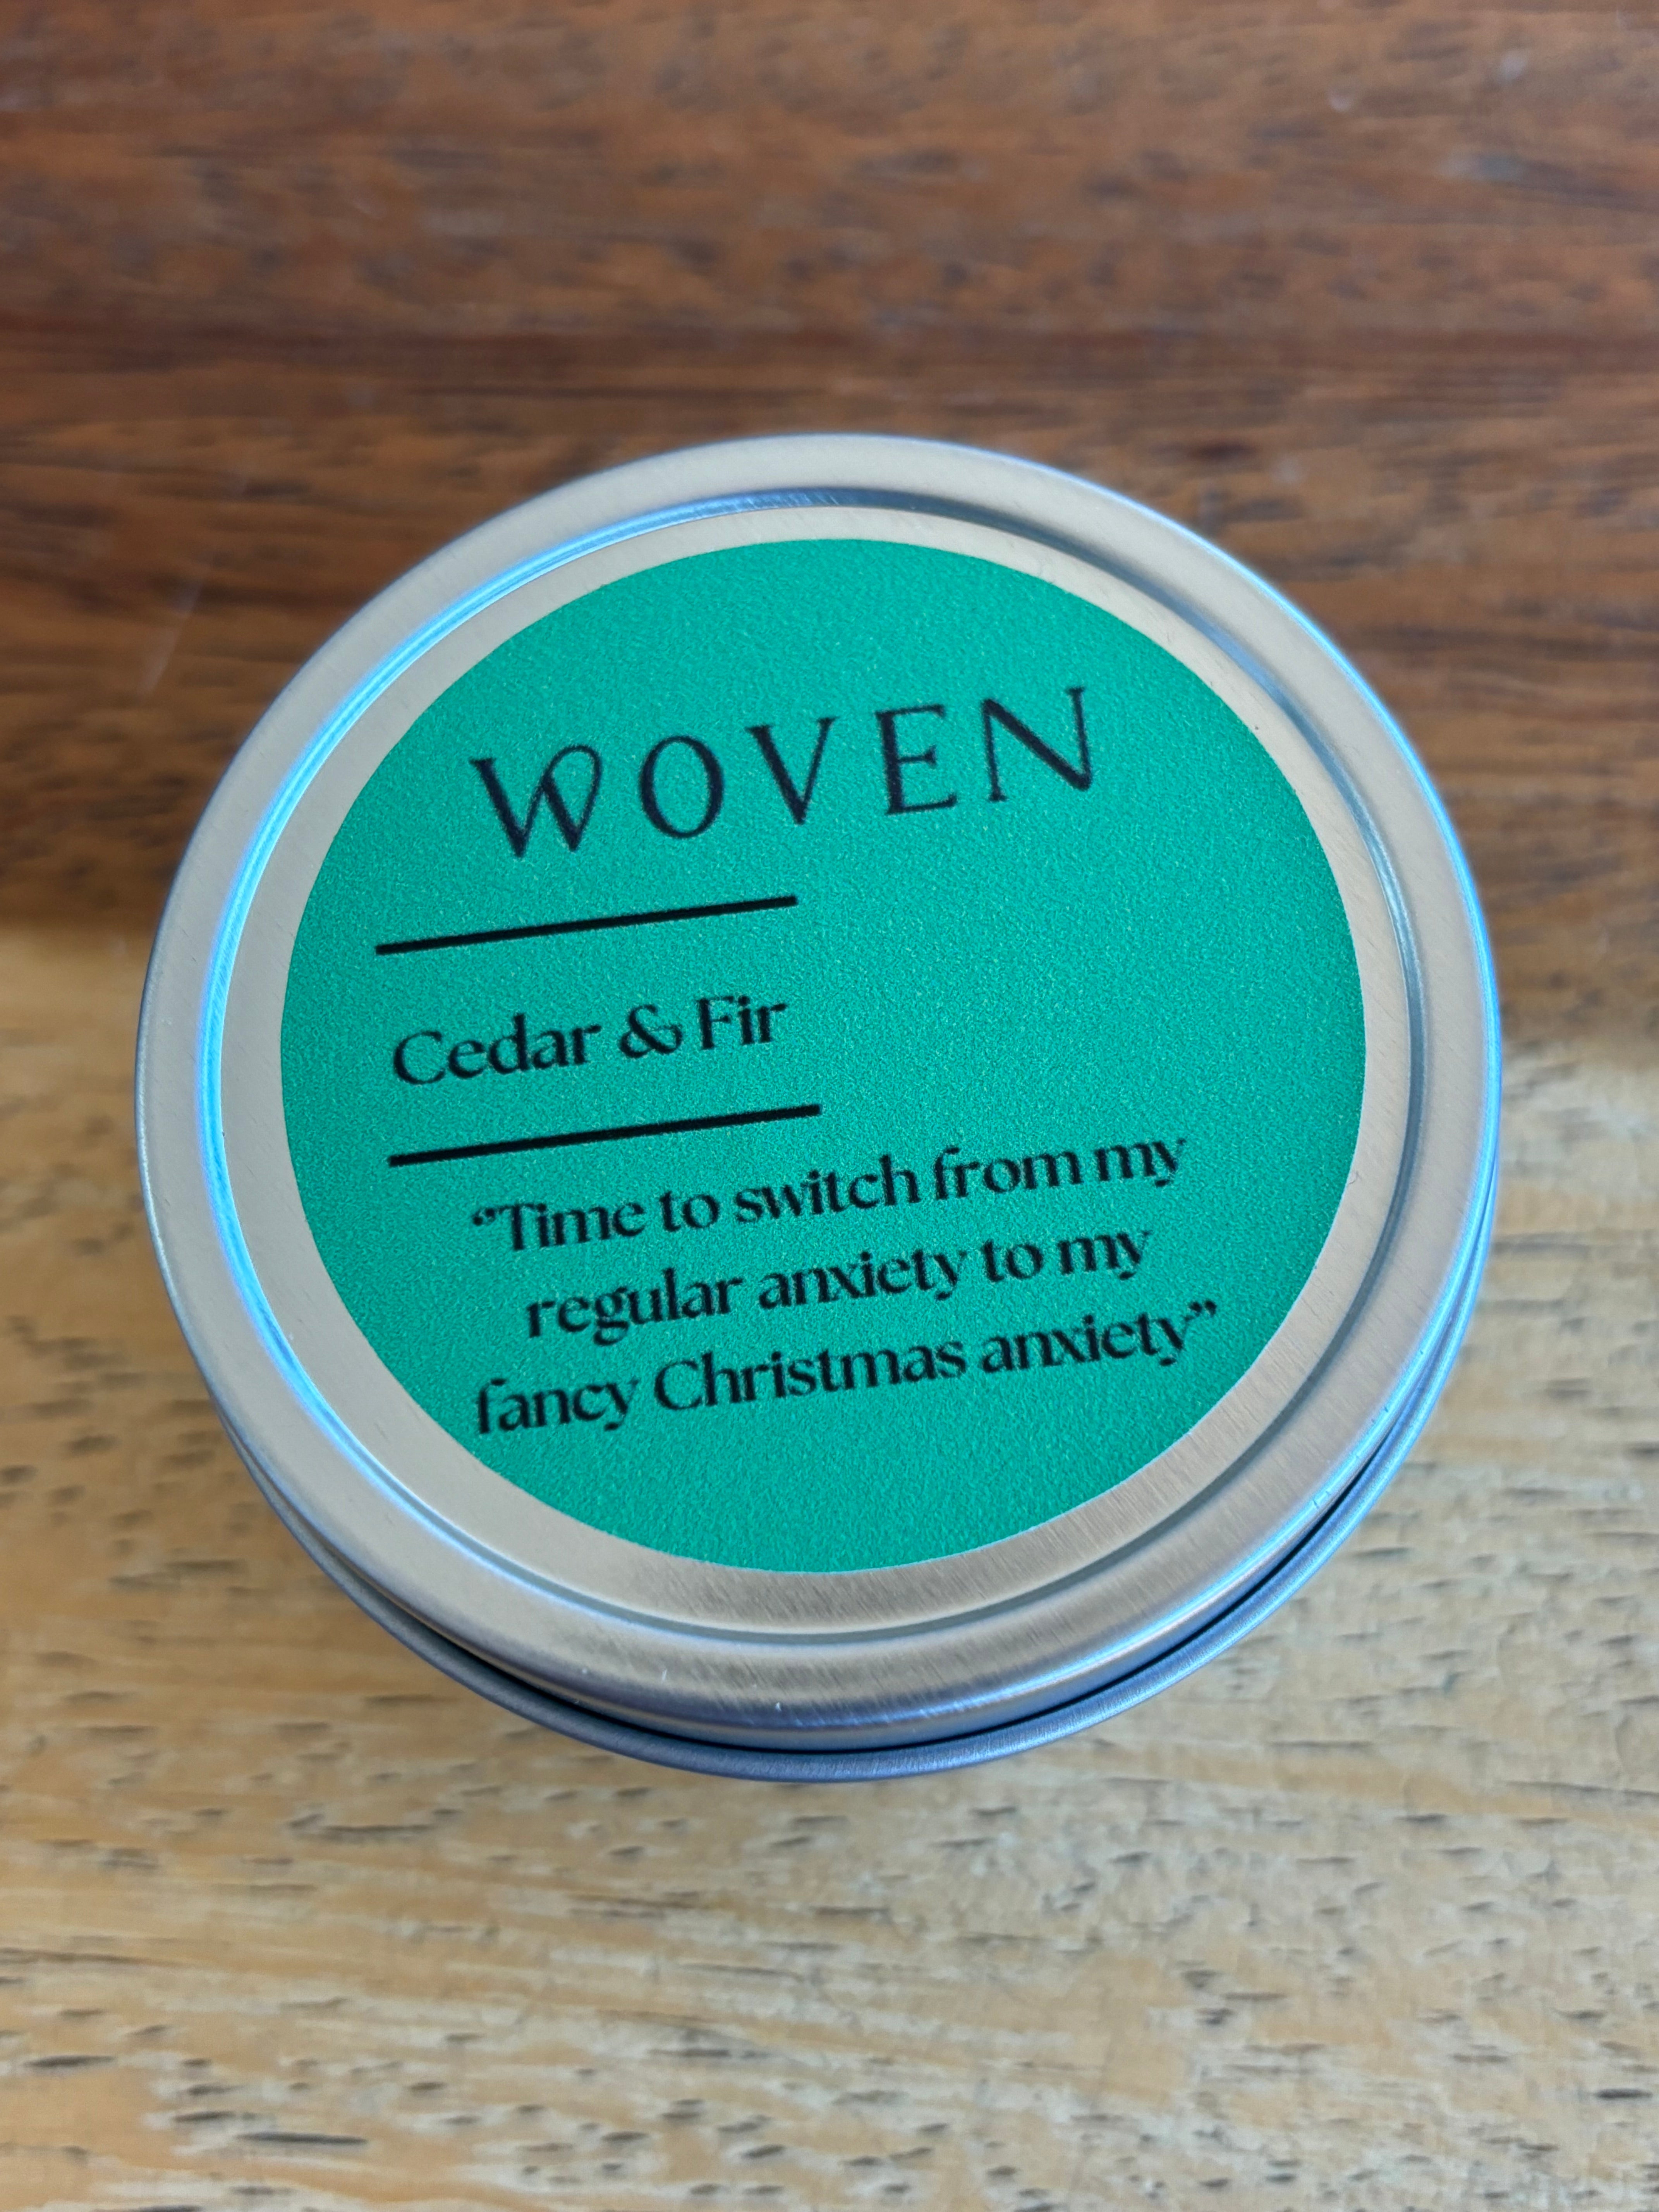 WOVEN
Cedar & Fir
“Time to switch from my
regular anxiety to my
fancy Christmas anxiety”